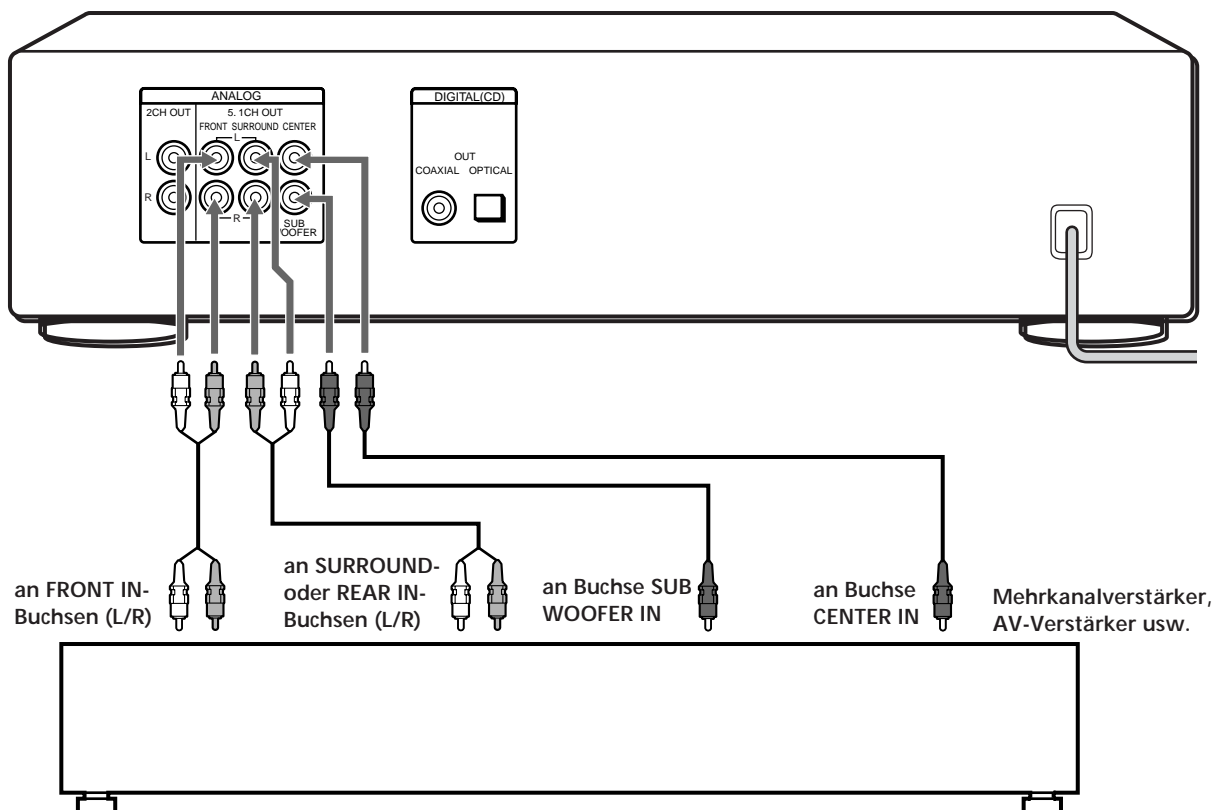 ANALOG
2CH OUT
5.1CH OUT
FRONT SURROUND CENTER
L
L
R
R
SUB
WOOFER
DIGITAL(CD)
OUT
COAXIAL OPTICAL
an FRONT IN-
Buchsen (L/R)
an SURROUND-
oder REAR IN-
Buchsen (L/R)
an Buchse SUB
WOOFER IN
an Buchse
CENTER IN
Mehrkanalverstärker,
AV-Verstärker usw.